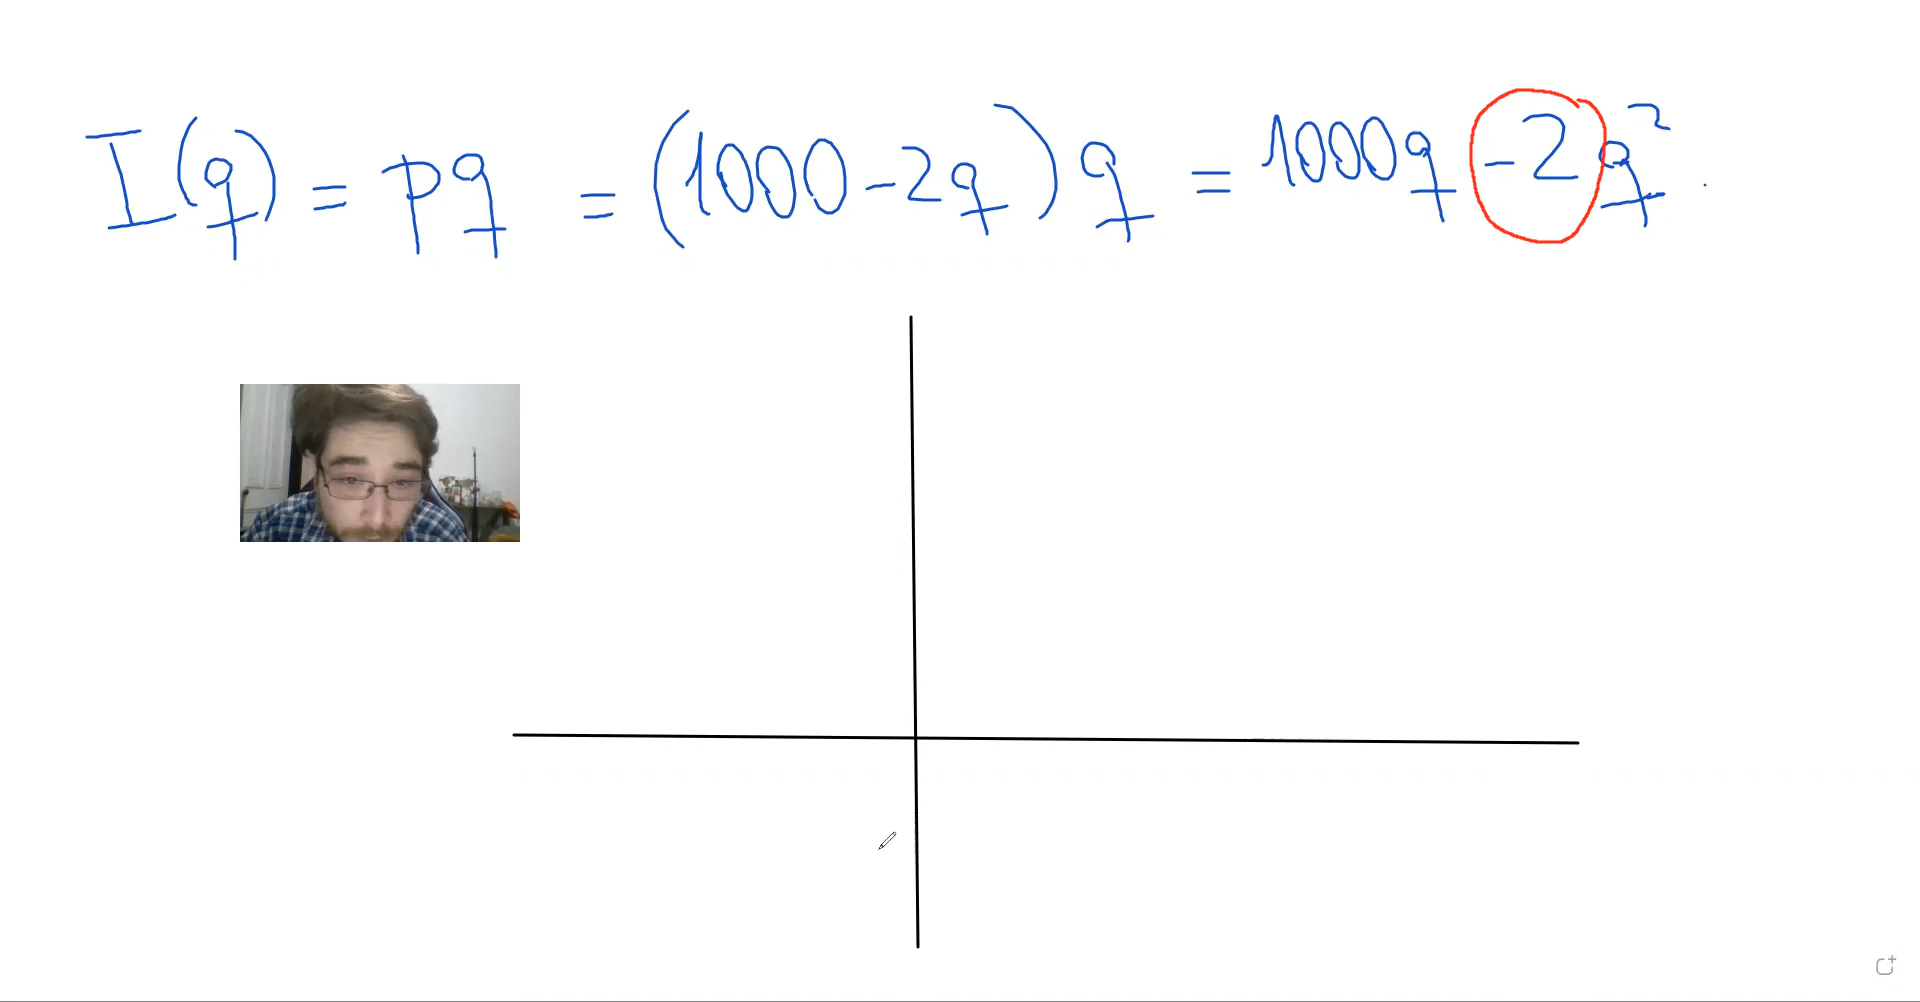 I(q) = pq = (1000 - 2q) q = 1000q - 2q² .